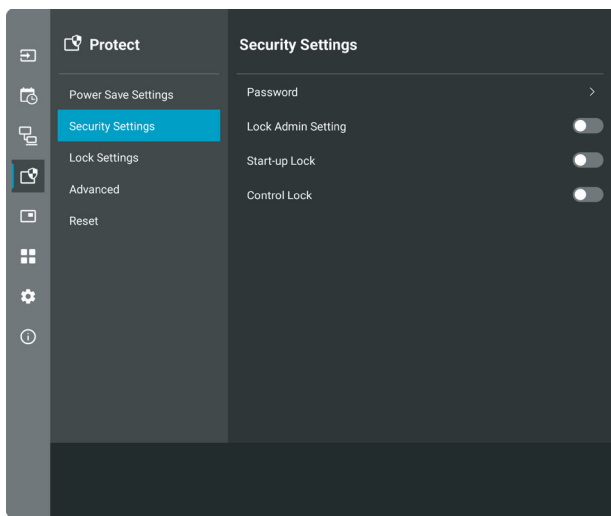 Protect
Power Save Settings
Security Settings
Lock Settings
Advanced
Reset
Security Settings
Password
Lock Admin Setting
Start-up Lock
Control Lock